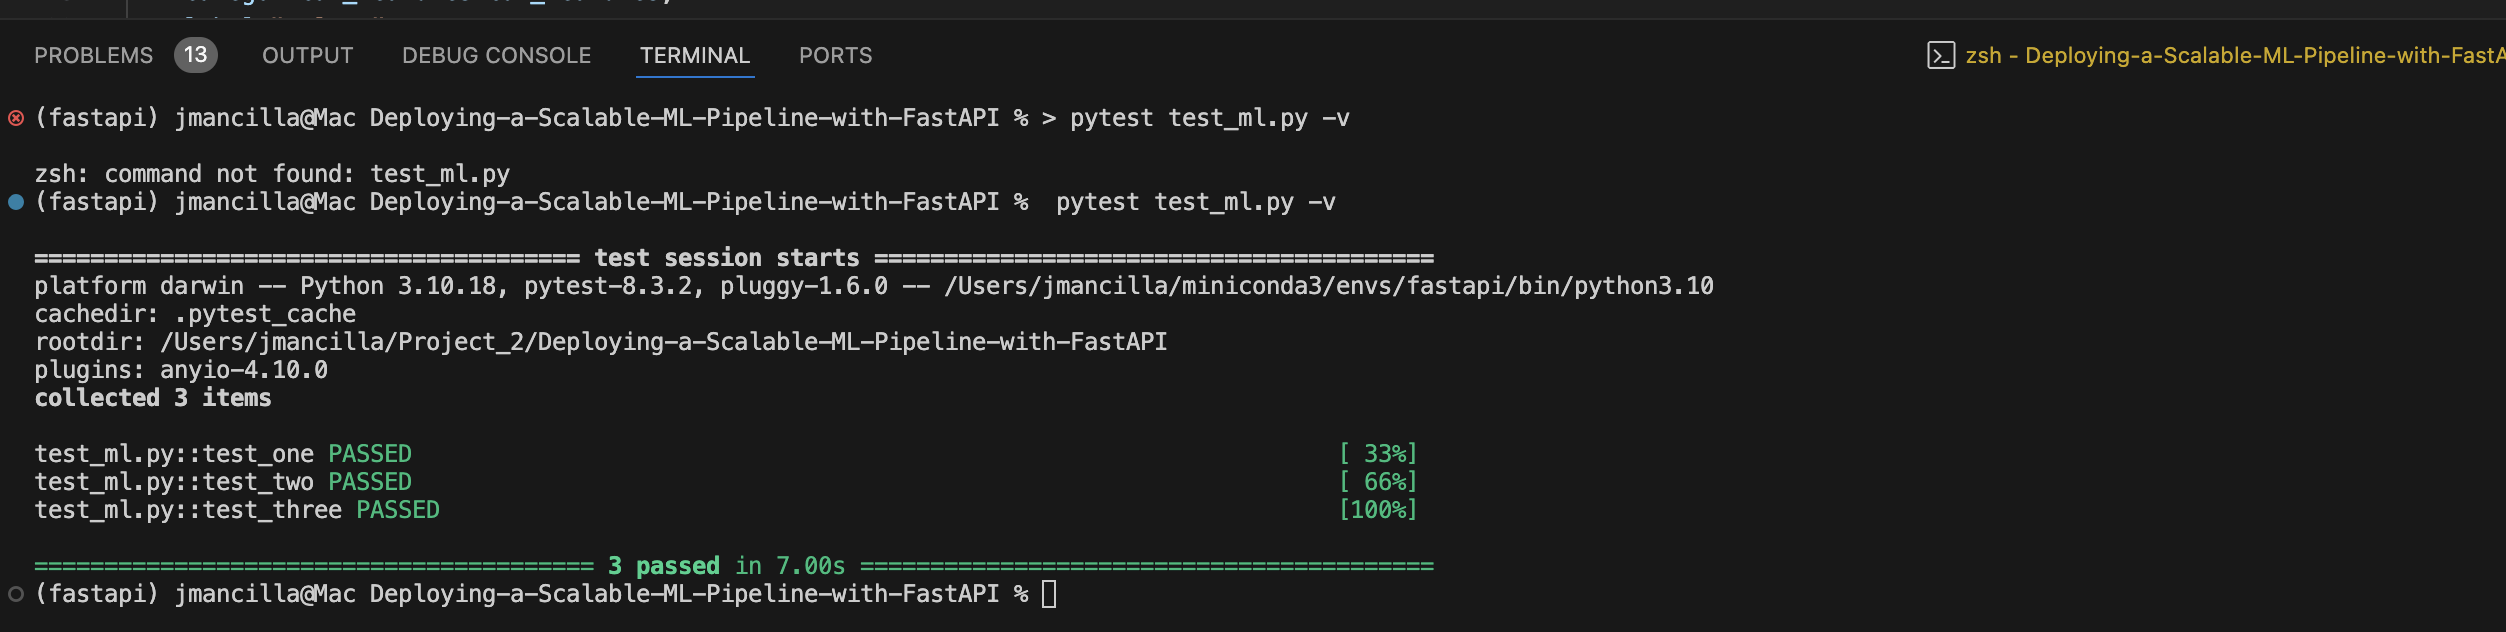 PROBLEMS 13 OUTPUT DEBUG CONSOLE TERMINAL PORTS zsh - Deploying-a-Scalable-ML-Pipeline-with-FastA
(fastapi) jmancilla@Mac Deploying-a-Scalable-ML-Pipeline-with-FastAPI % > pytest test_ml.py -v
zsh: command not found: test_ml.py
(fastapi) jmancilla@Mac Deploying-a-Scalable-ML-Pipeline-with-FastAPI %  pytest test_ml.py -v
======================================= test session starts ========================================
platform darwin -- Python 3.10.18, pytest-8.3.2, pluggy-1.6.0 -- /Users/jmancilla/miniconda3/envs/fastapi/bin/python3.10
cachedir: .pytest_cache
rootdir: /Users/jmancilla/Project_2/Deploying-a-Scalable-ML-Pipeline-with-FastAPI
plugins: anyio-4.10.0
collected 3 items
test_ml.py::test_one PASSED [ 33%]
test_ml.py::test_two PASSED [ 66%]
test_ml.py::test_three PASSED [100%]
======================================== 3 passed in 7.00s =========================================
(fastapi) jmancilla@Mac Deploying-a-Scalable-ML-Pipeline-with-FastAPI %